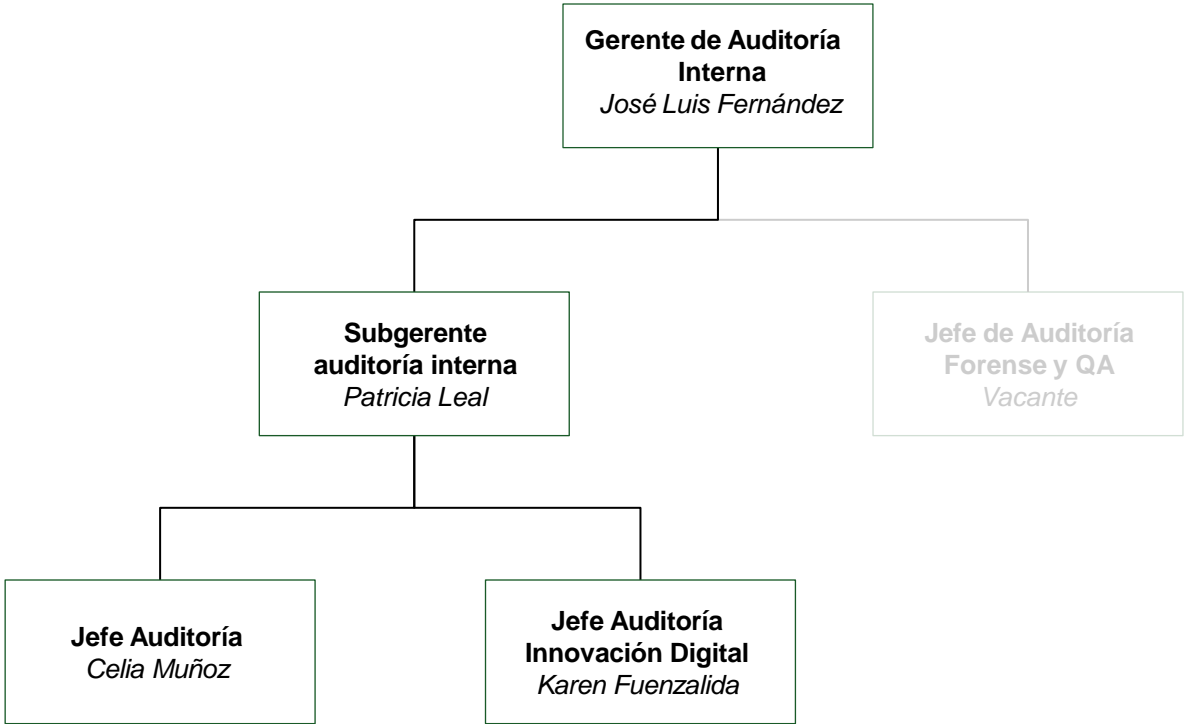 Gerente de Auditoría
Interna
José Luis Fernández
Subgerente
auditoría interna
Patricia Leal
Jefe de Auditoría
Forense y QA
Vacante
Jefe Auditoría
Celia Muñoz
Jefe Auditoría
Innovación Digital
Karen Fuenzalida